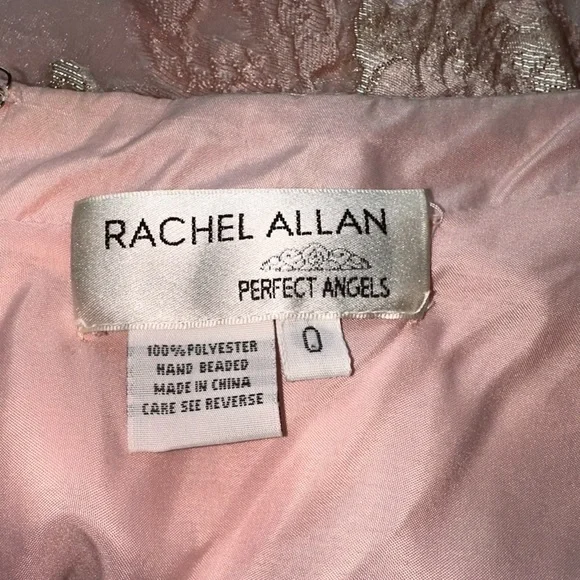 RACHEL ALLAN
PERFECT ANGELS
0
100% POLYESTER
HAND BEADED
MADE IN CHINA
CARE SEE REVERSE